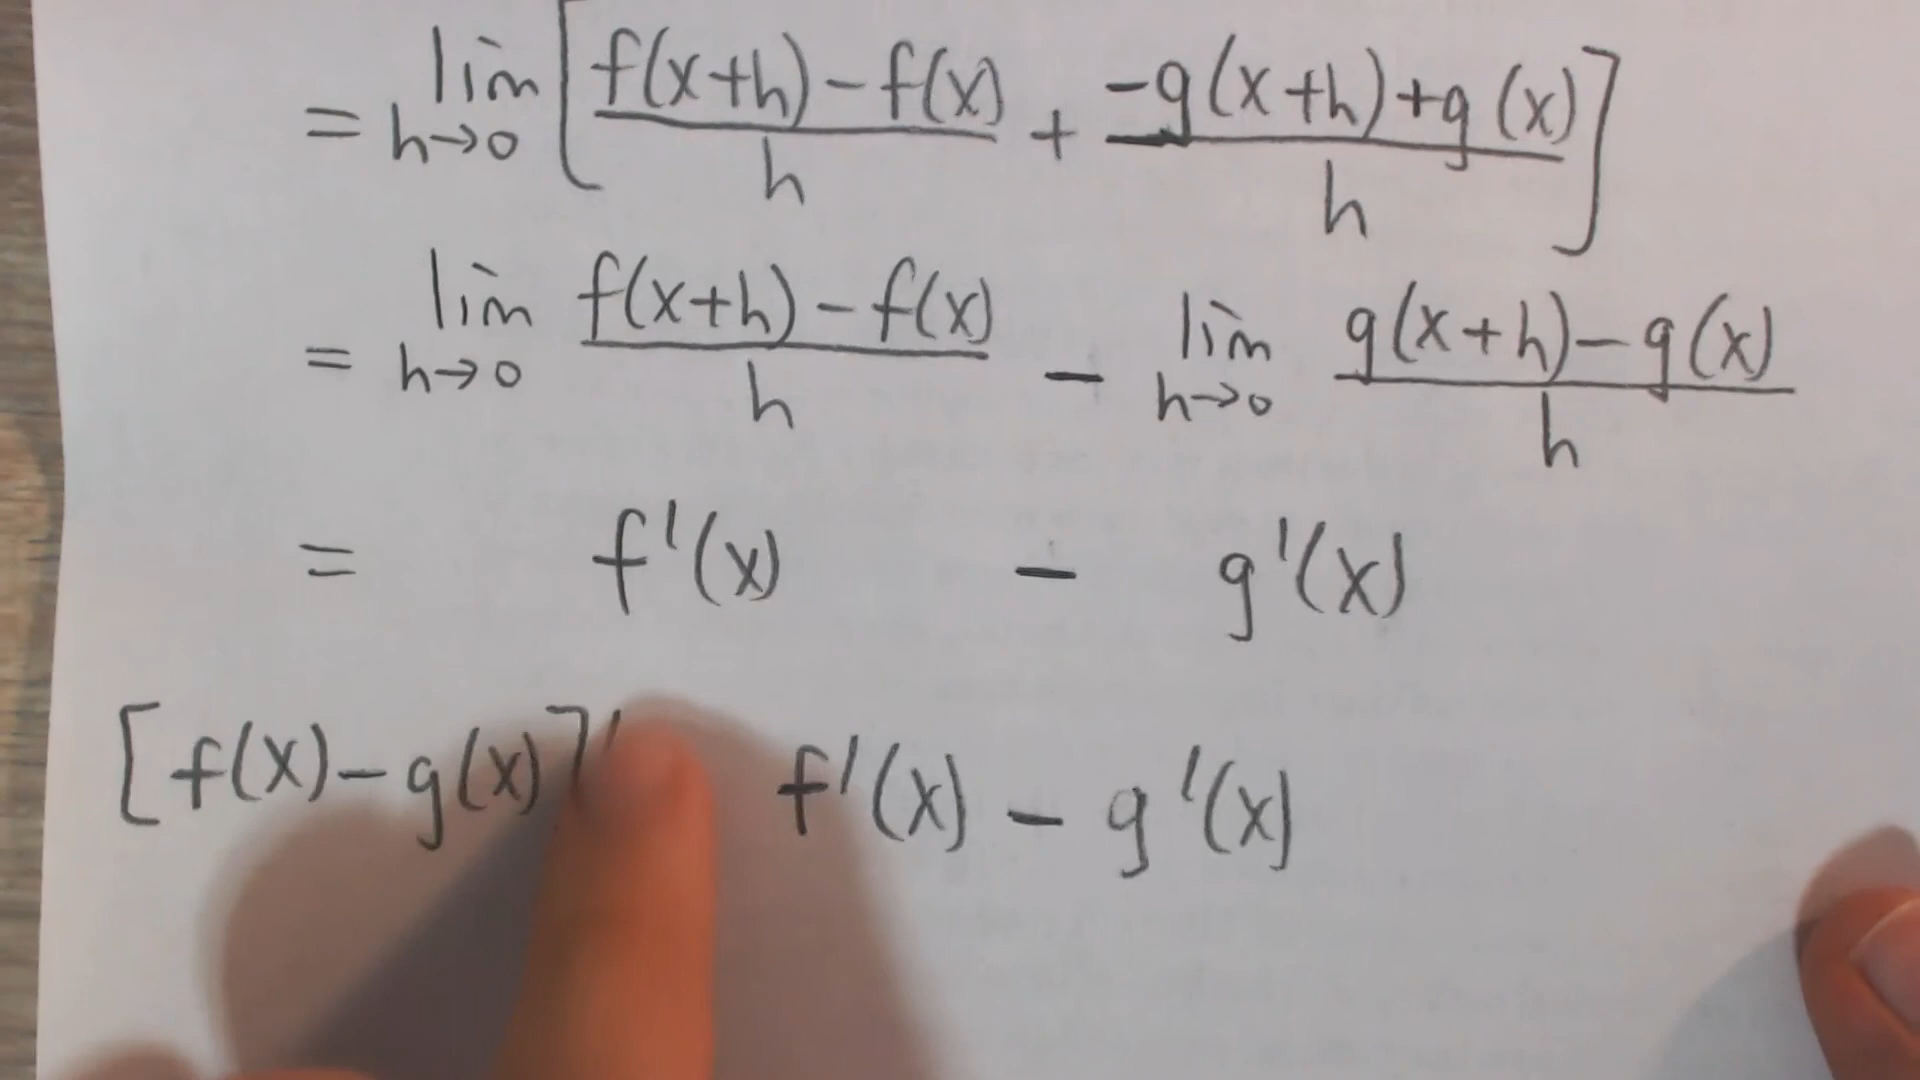 = lim h→0 [ (f(x+h) - f(x))/h + (-g(x+h)+g(x))/h ]
= lim h→0 (f(x+h) - f(x))/h - lim h→0 (g(x+h) - g(x))/h
= f'(x) - g'(x)
[f(x) - g(x)]' f'(x) - g'(x)